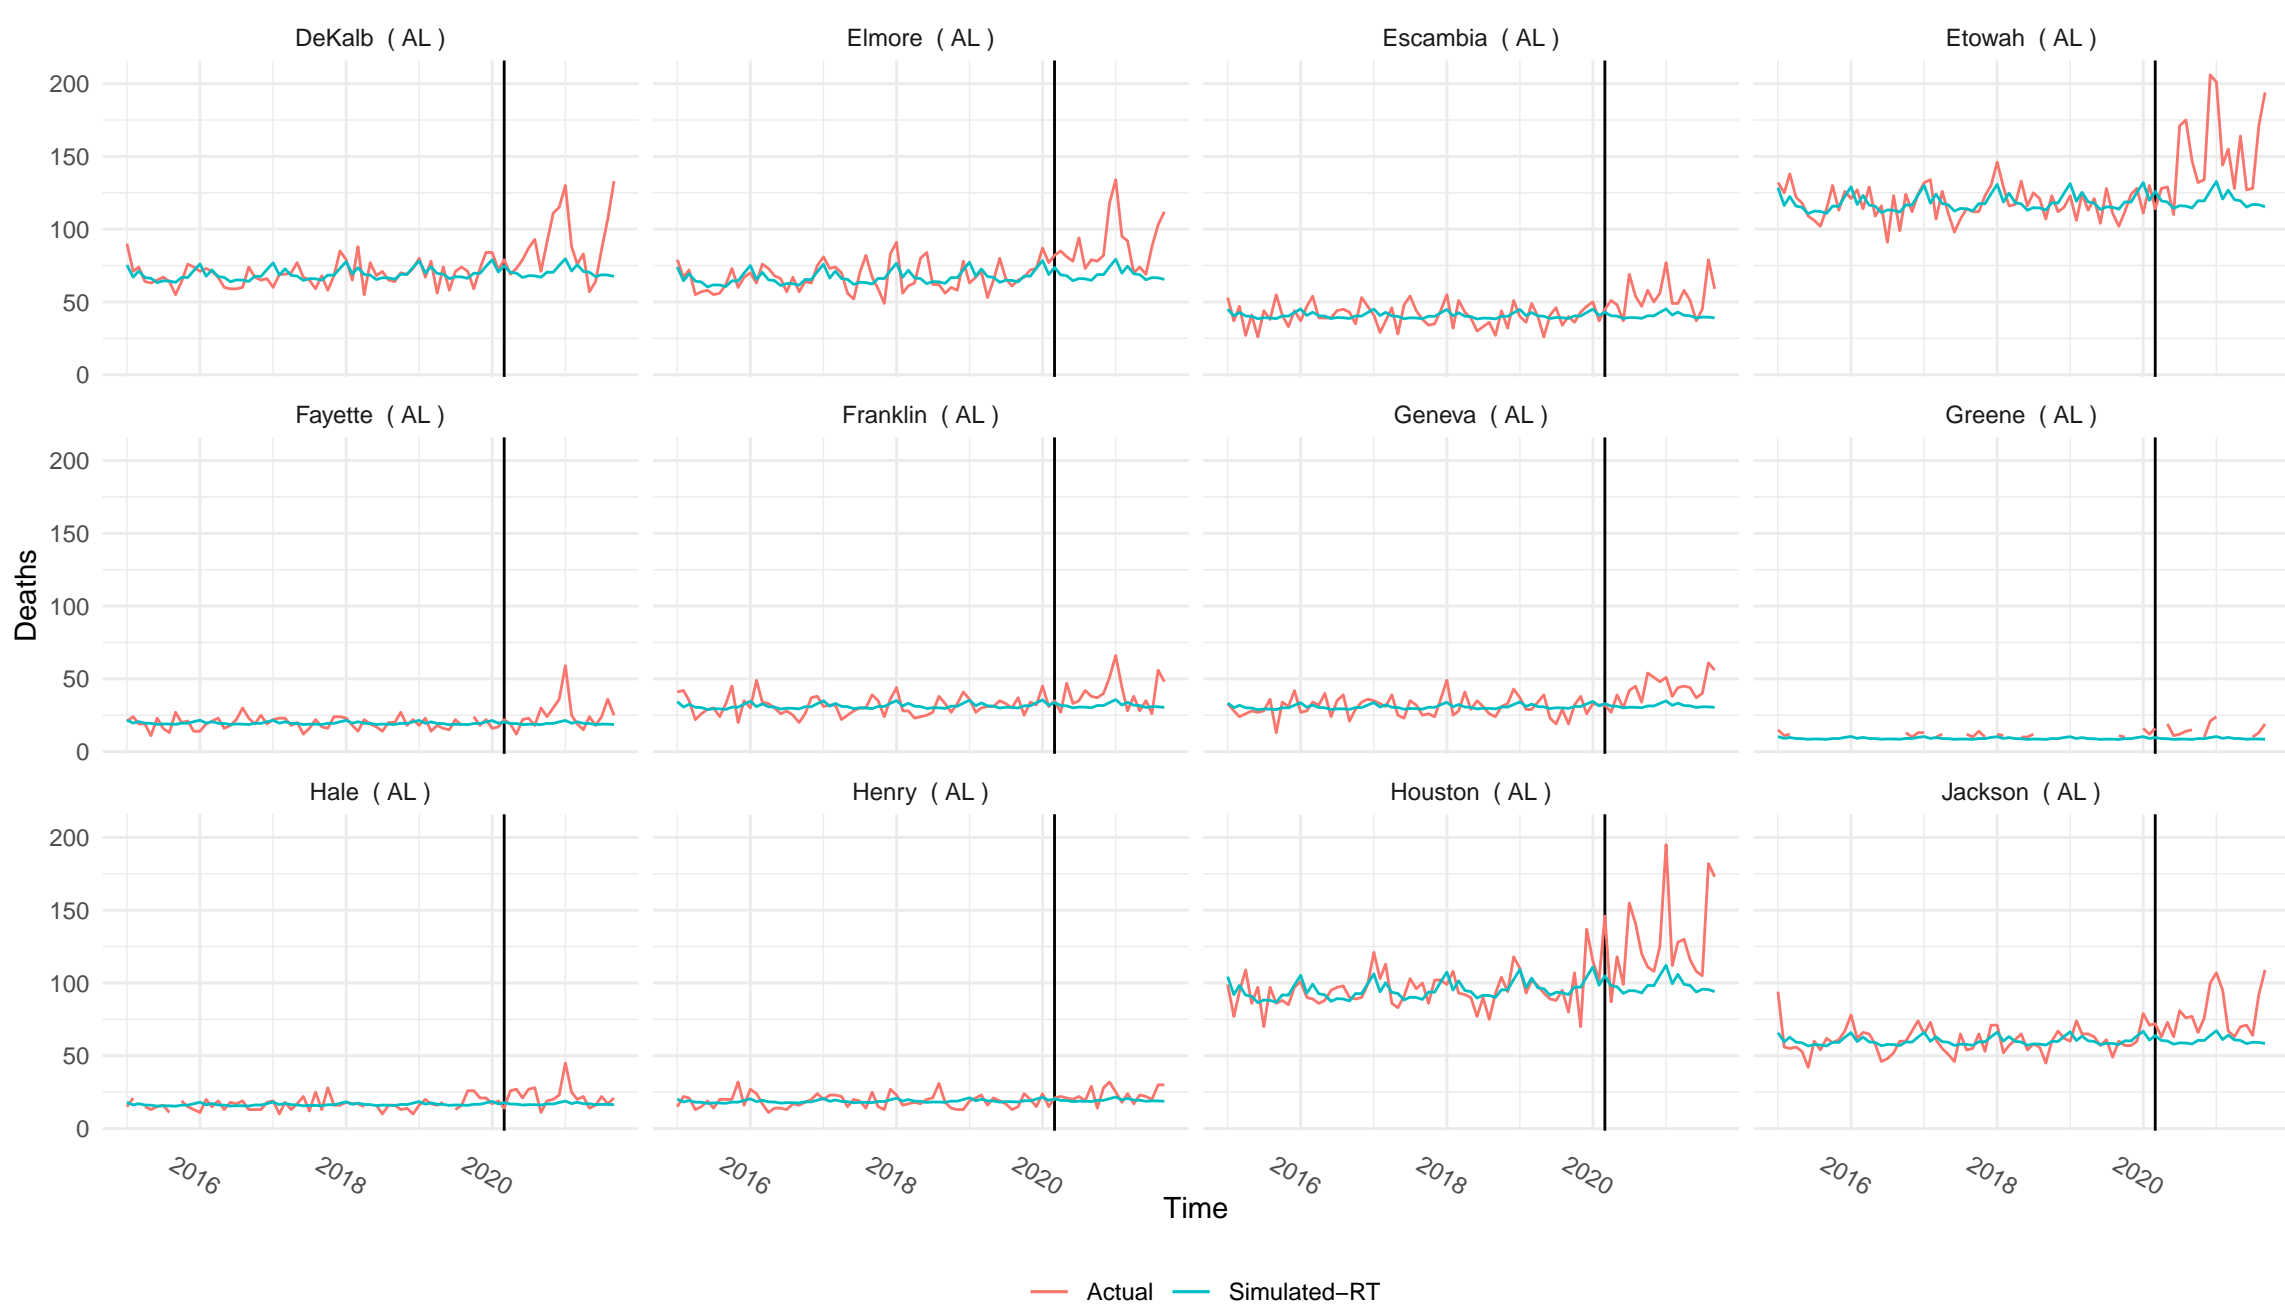 DeKalb ( AL )
Elmore ( AL )
Escambia ( AL )
Etowah ( AL )
200
150
100
50
0
Fayette ( AL )
Franklin ( AL )
Geneva ( AL )
Greene ( AL )
200
150
100
50
0
Deaths
Hale ( AL )
Henry ( AL )
Houston ( AL )
Jackson ( AL )
200
150
100
50
0
2016 2018 2020
2016 2018 2020
2016 2018 2020
2016 2018 2020
Time
Actual Simulated−RT